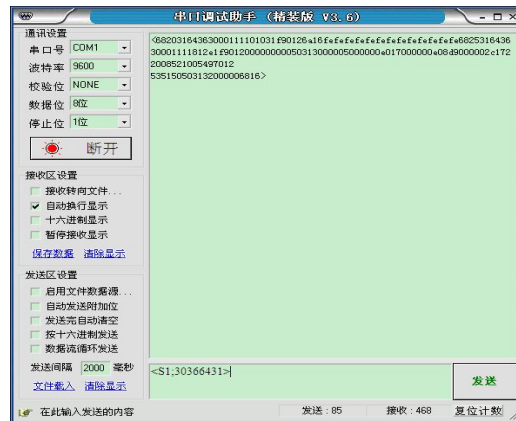 串口调试助手 (精装版 V3.6)
通讯设置
串口号 COM1
波特率 9600
校验位 NONE
数据位 8位
停止位 1位
断开
接收区设置
接收转向文件...
自动换行显示
十六进制显示
暂停接收显示
保存数据 清除显示
发送区设置
启用文件数据源...
自动发送附加位
发送完自动清空
按十六进制发送
数据流循环发送
发送间隔 2000 毫秒
文件载入 清除显示
<68203164363000111101031f90126a16fefefefefefefefefefefefefe6825316436
30001111812e1f90120000000005031300005000000e017000000e08d9000002c172
2008521005497012
535150503132000006816>
<S1;30366431>
发送
在此输入发送的内容
发送 : 85
接收 : 468
复位计数